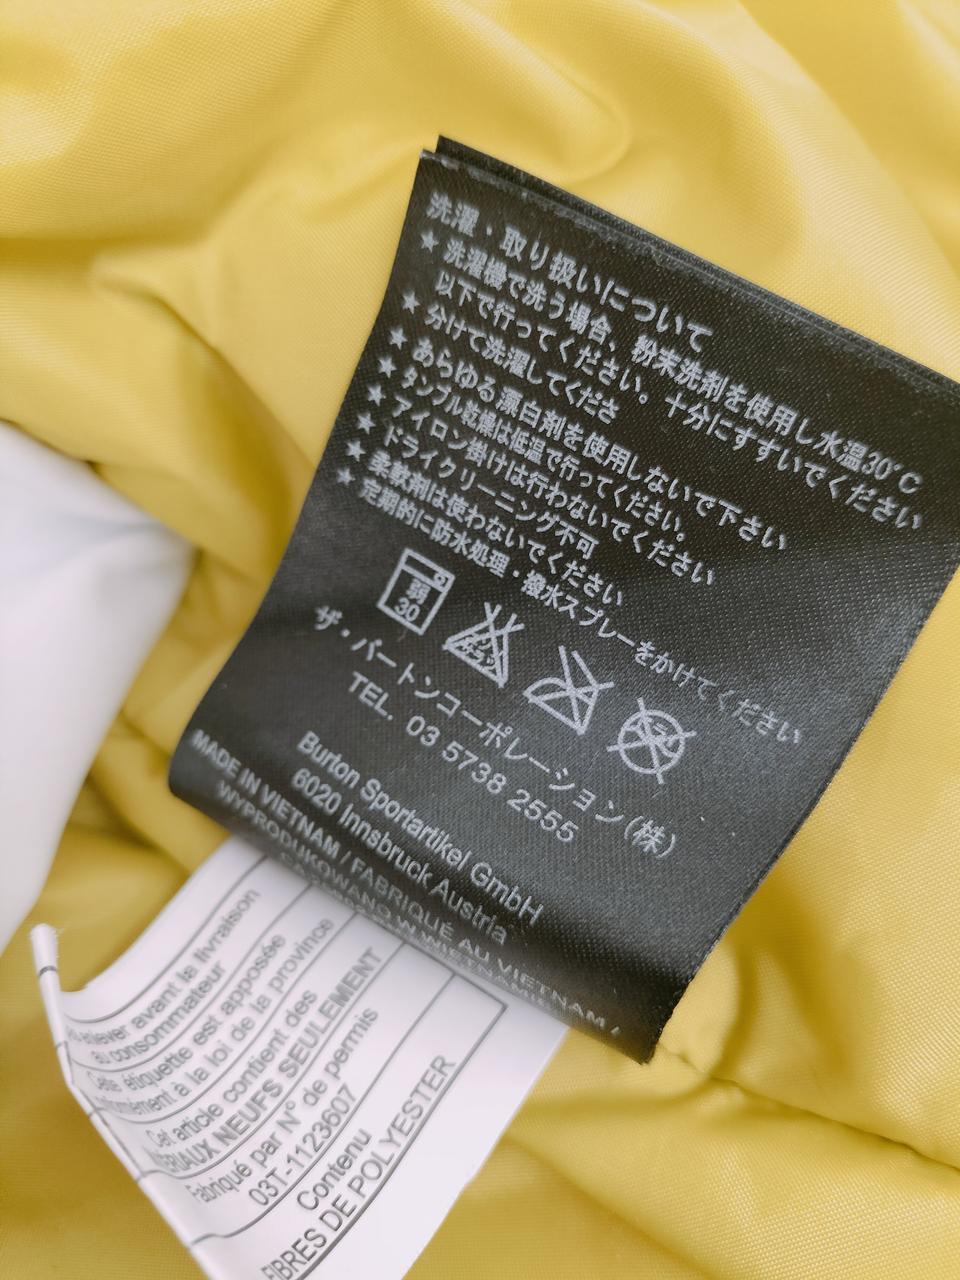 洗濯・取り扱いについて
★ 洗濯機で洗う場合、粉末洗剤を使用し水温30°C
以下で行ってください。十分にすすいでください
★ 分けて洗濯してくださ
★ あらゆる漂白剤を使用しないで下さい
★ タンブル乾燥は低温で行ってください。
★ アイロン掛けは行わないでください
★ ドライクリーニング不可
★ 柔軟剤は使わないでください
★ 定期的に防水処理・撥水スプレーをかけてください
弱
30
ザ・バートンコーポレーション(株)
TEL. 03 5738 2555
Burton Sportartikel GmbH
6020 Innsbruck Austria
MADE IN VIETNAM / FABRIQUÉ AU VIETNAM /
WYPRODUKOWANO W WIETNAMIE
enlever avant la livraison
au consommateur
Cette étiquette est apposée
à la loi de la province
Cet article contient des
NEUFS SEULEMENT
Fabriqué par N° de permis
03T-1123607
Contenu
FIBRES DE POLYESTER